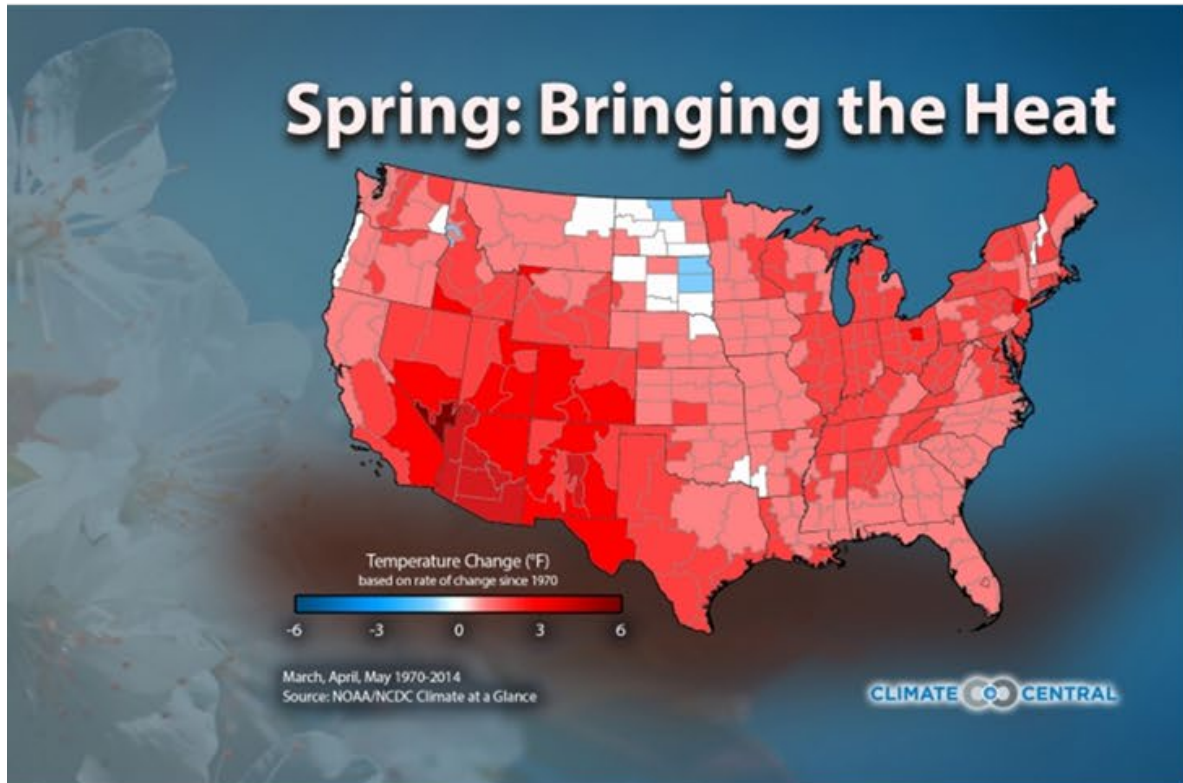 Spring: Bringing the Heat
Temperature Change (°F)
based on rate of change since 1970
-6 -3 0 3 6
March, April, May 1970-2014
Source: NOAA/NCDC Climate at a Glance
CLIMATE CENTRAL